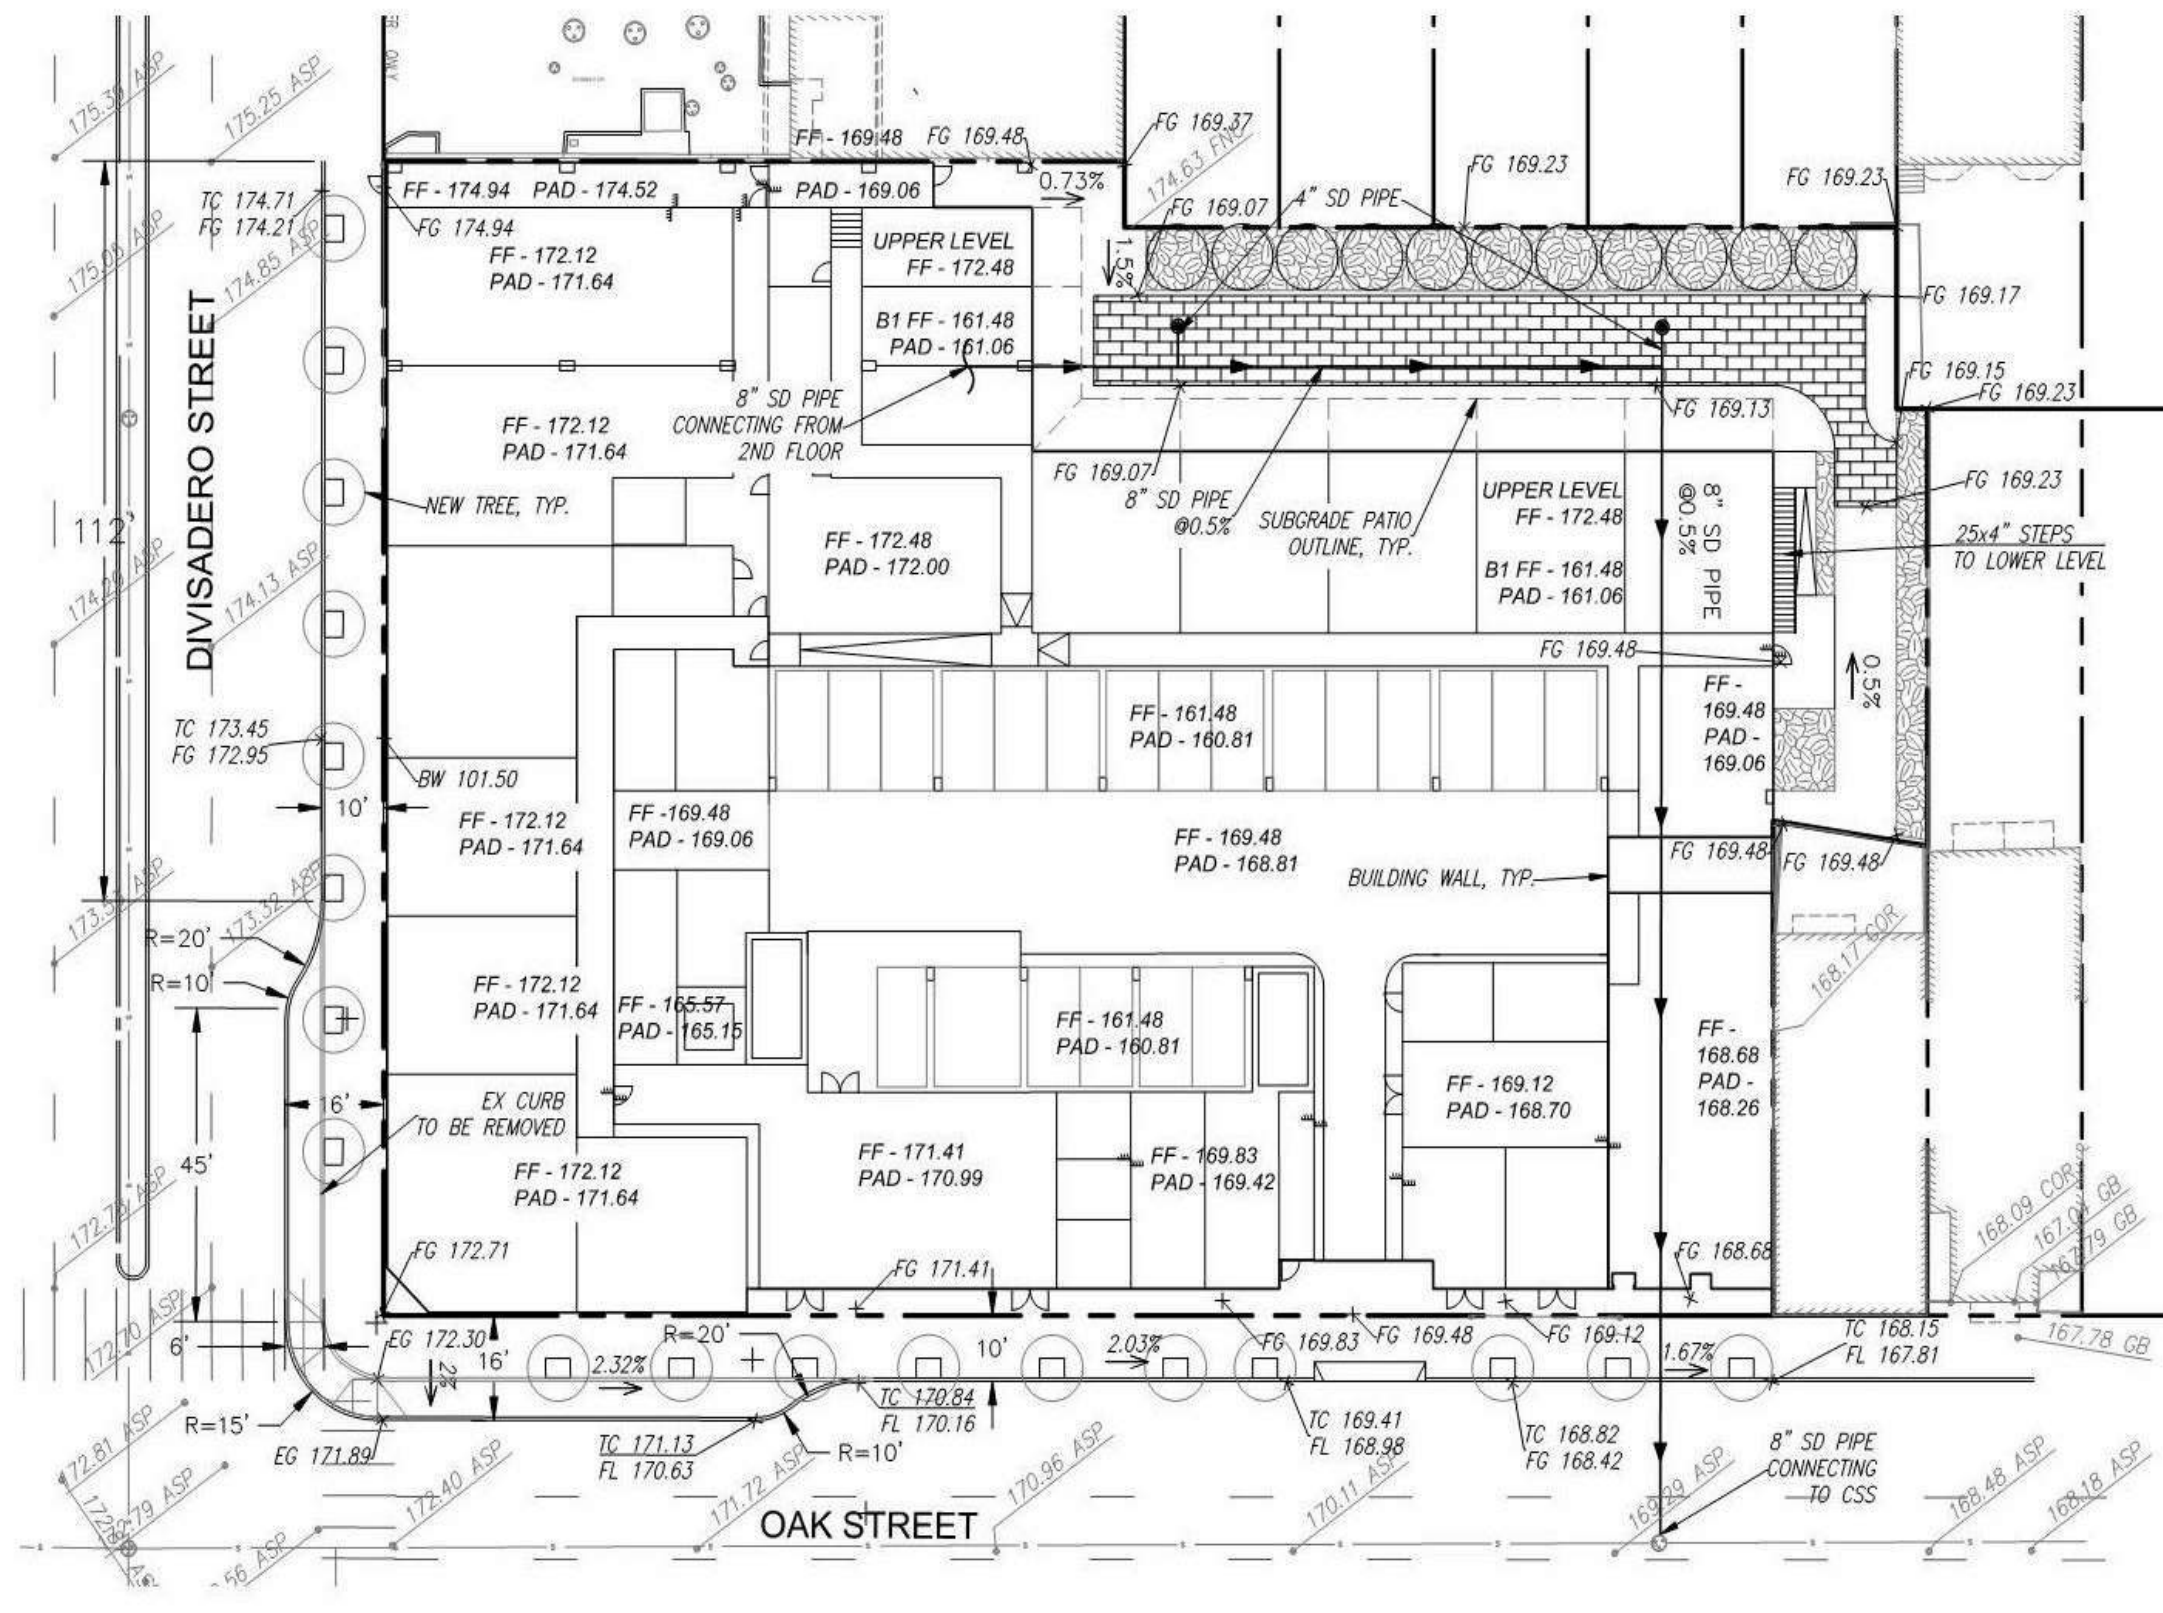 175.39 ASP
175.25 ASP
ONLY
FF - 169.48
FG 169.48
FG 169.37
174.63 FNC
FG 169.23
FG 169.23
TC 174.71
FG 174.21
FF - 174.94
PAD - 174.52
PAD - 169.06
0.73%
FG 169.07
4" SD PIPE
FG 174.94
175.08 ASP
174.85 ASP
FF - 172.12
PAD - 171.64
UPPER LEVEL
FF - 172.48
1.5%
FG 169.17
B1 FF - 161.48
PAD - 161.06
DIVISADERO STREET
8" SD PIPE
CONNECTING FROM
2ND FLOOR
FG 169.15
FG 169.23
FG 169.13
FF - 172.12
PAD - 171.64
FG 169.07
8" SD PIPE
@0.5%
SUBGRADE PATIO
OUTLINE, TYP.
UPPER LEVEL
FF - 172.48
8" SD PIPE
@0.5%
FG 169.23
NEW TREE, TYP.
112'
174.13 ASP
FF - 172.48
PAD - 172.00
B1 FF - 161.48
PAD - 161.06
25x4" STEPS
TO LOWER LEVEL
FG 169.48
0.5%
TC 173.45
FG 172.95
BW 101.50
FF - 161.48
PAD - 160.81
FF -
169.48
PAD -
169.06
10'
FF - 172.12
PAD - 171.64
FF -169.48
PAD - 169.06
FF - 169.48
PAD - 168.81
BUILDING WALL, TYP.
FG 169.48
FG 169.48
173.32 ASP
R=20'
R=10'
168.17 COR
FF - 172.12
PAD - 171.64
FF - 165.57
PAD - 165.15
FF - 161.48
PAD - 160.81
FF -
168.68
PAD -
168.26
16'
EX CURB
TO BE REMOVED
FF - 169.12
PAD - 168.70
45'
FF - 172.12
PAD - 171.64
FF - 171.41
PAD - 170.99
FF - 169.83
PAD - 169.42
168.09 COR
FG 172.71
FG 171.41
FG 168.68
172.70 ASP
6'
EG 172.30
2%
16'
2.32%
R=20'
10'
2.03%
FG 169.83
FG 169.48
FG 169.12
1.67%
TC 168.15
FL 167.81
167.78 GB
R=15'
EG 171.89
TC 171.13
FL 170.63
TC 170.84
FL 170.16
R=10'
TC 169.41
FL 168.98
TC 168.82
FG 168.42
8" SD PIPE
CONNECTING
TO CSS
172.81 ASP
172.40 ASP
171.72 ASP
170.96 ASP
170.11 ASP
169.29 ASP
168.48 ASP
168.18 ASP
OAK STREET